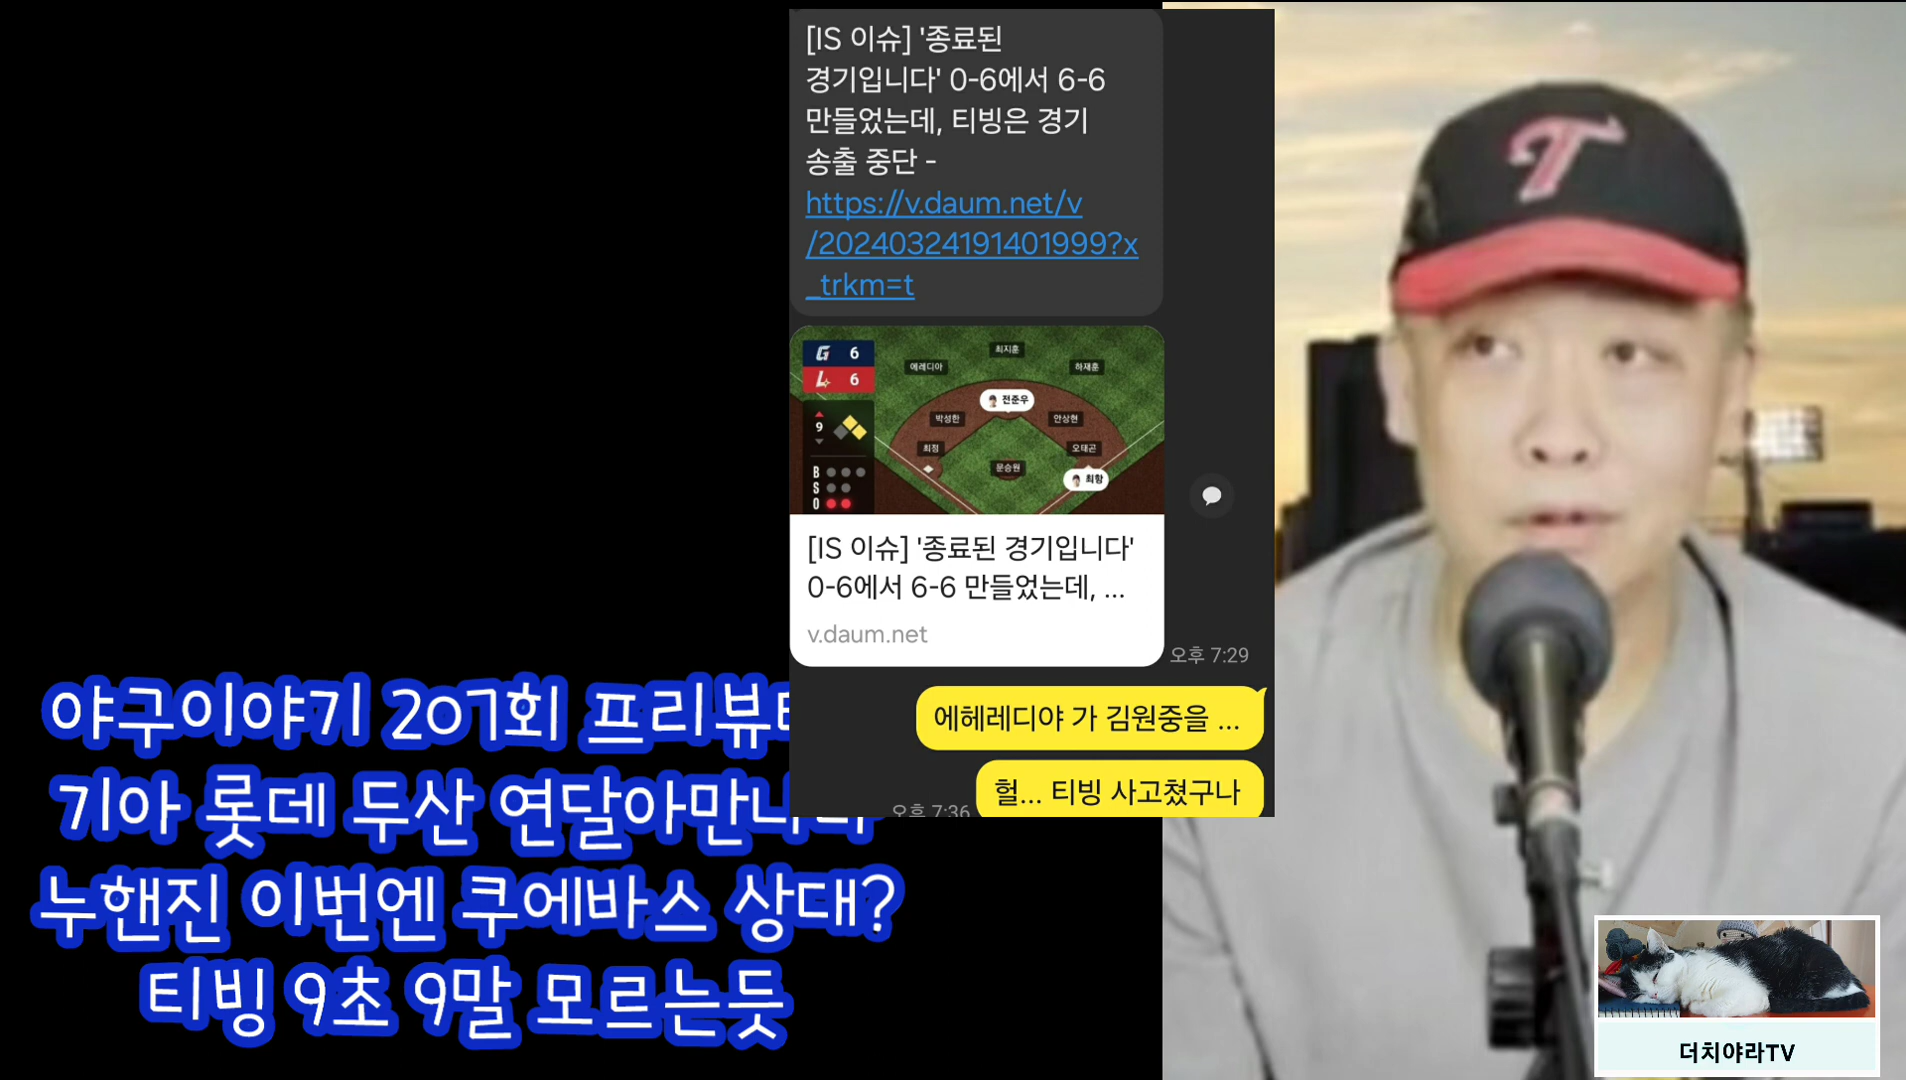 [IS 이슈] '종료된
경기입니다' 0-6에서 6-6
만들었는데, 티빙은 경기
송출 중단 -
https://v.daum.net/v
/20240324191401999?x
_trkm=t
G 6
L 6
9
B
S
O
최지훈
에레디아
하재훈
전준우
박성한
안상현
최정
오태곤
문승원
최항
[IS 이슈] '종료된 경기입니다'
0-6에서 6-6 만들었는데, ...
v.daum.net
오후 7:29
에헤레디야 가 김원중을 ...
헐... 티빙 사고쳤구나
오후 7:36
야구이야기 207회 프리뷰
기아 롯데 두산 연달아만나
누핸진 이번엔 쿠에바스 상대?
티빙 9초 9말 모르는듯
T
더치야라TV